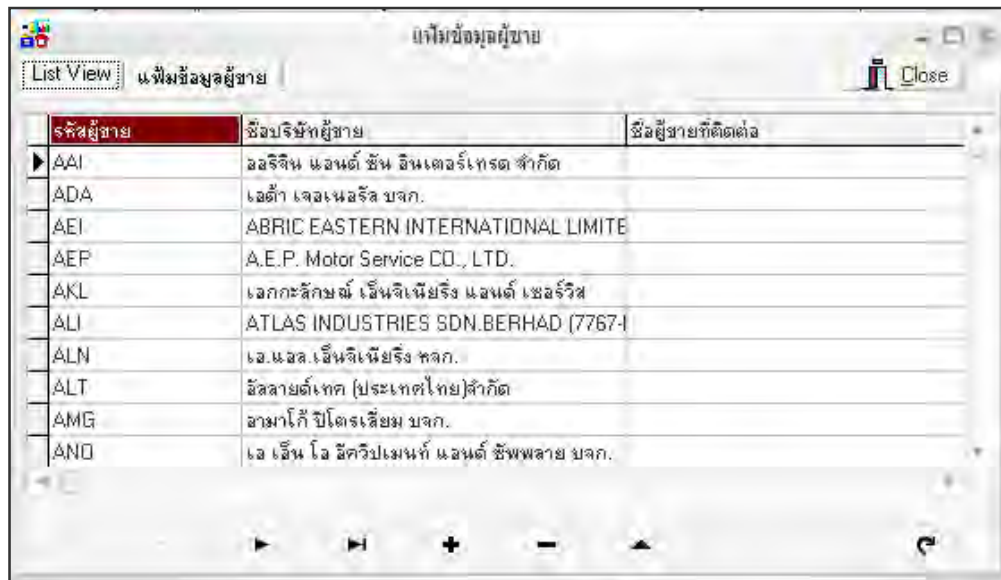 แฟ้มข้อมูลผู้ขาย
List View แฟ้มข้อมูลผู้ขาย Close
รหัสผู้ขาย ชื่อบริษัทผู้ขาย ชื่อผู้ขายที่ติดต่อ
AAI ออริจิน แอนด์ ซัน อินเตอร์เทรด จำกัด
ADA เอด้า เจอเนอรัล บจก.
AEI ABRIC EASTERN INTERNATIONAL LIMITE
AEP A.E.P. Motor Service CO., LTD.
AKL เอกกะลักษณ์ เอ็นจิเนียริ่ง แอนด์ เซอร์วิส
ALI ATLAS INDUSTRIES SDN.BERHAD (7767-
ALN เอ.แอล.เอ็นจิเนียริ่ง หจก.
ALT อัลลายด์เทค (ประเทศไทย)จำกัด
AMG อามาโก้ ปิโตรเลี่ยม บจก.
ANO เอ เอ็น โอ อีควิปเมนท์ แอนด์ ซัพพลาย บจก.